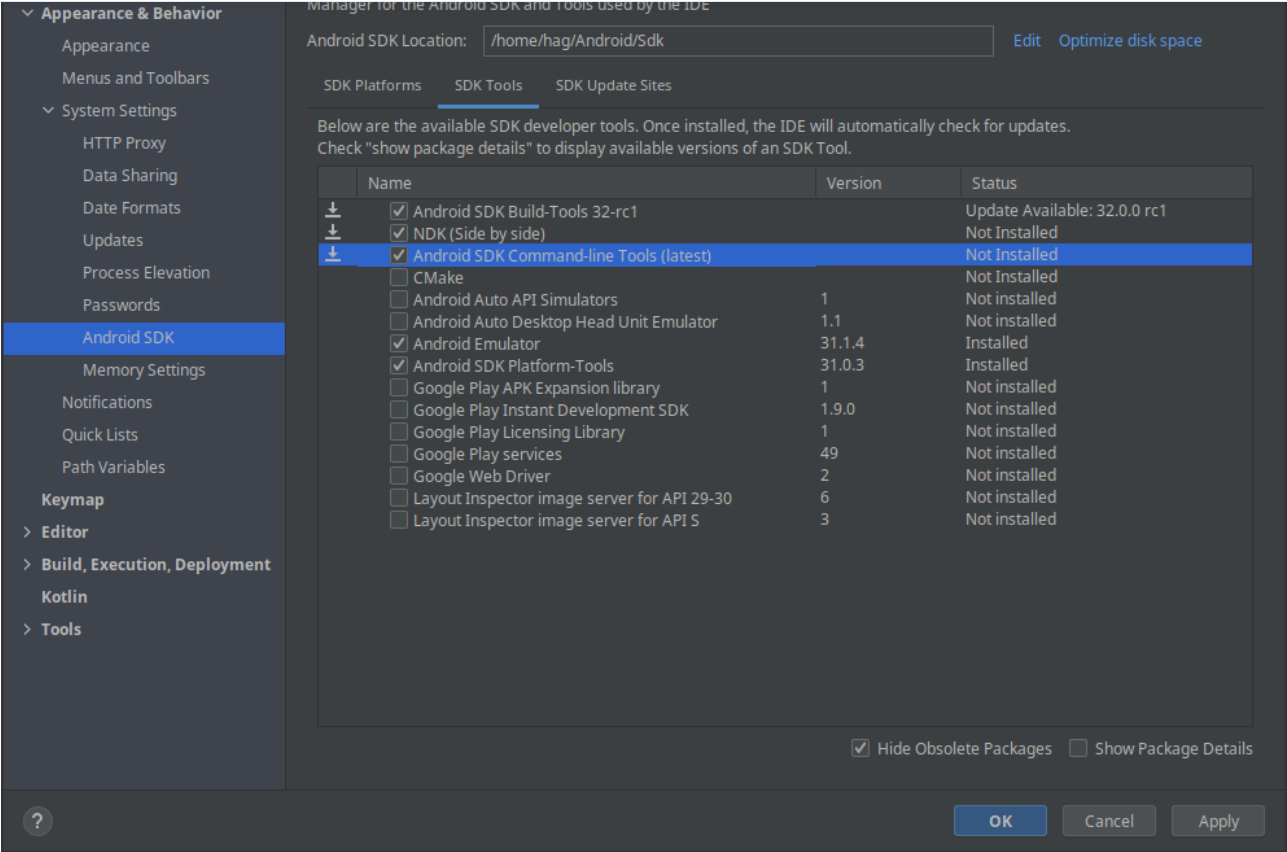 Appearance & Behavior
Appearance
Menus and Toolbars
System Settings
HTTP Proxy
Data Sharing
Date Formats
Updates
Process Elevation
Passwords
Android SDK
Memory Settings
Notifications
Quick Lists
Path Variables
Keymap
Editor
Build, Execution, Deployment
Kotlin
Tools
Manager for the Android SDK and Tools used by the IDE
Android SDK Location: /home/hag/Android/Sdk Edit Optimize disk space
SDK Platforms SDK Tools SDK Update Sites
Below are the available SDK developer tools. Once installed, the IDE will automatically check for updates.
Check "show package details" to display available versions of an SDK Tool.
Name Version Status
Android SDK Build-Tools 32-rc1 Update Available: 32.0.0 rc1
NDK (Side by side) Not Installed
Android SDK Command-line Tools (latest) Not Installed
CMake Not Installed
Android Auto API Simulators 1 Not installed
Android Auto Desktop Head Unit Emulator 1.1 Not installed
Android Emulator 31.1.4 Installed
Android SDK Platform-Tools 31.0.3 Installed
Google Play APK Expansion library 1 Not installed
Google Play Instant Development SDK 1.9.0 Not installed
Google Play Licensing Library 1 Not installed
Google Play services 49 Not installed
Google Web Driver 2 Not installed
Layout Inspector image server for API 29-30 6 Not installed
Layout Inspector image server for API S 3 Not installed
Hide Obsolete Packages Show Package Details
? OK Cancel Apply